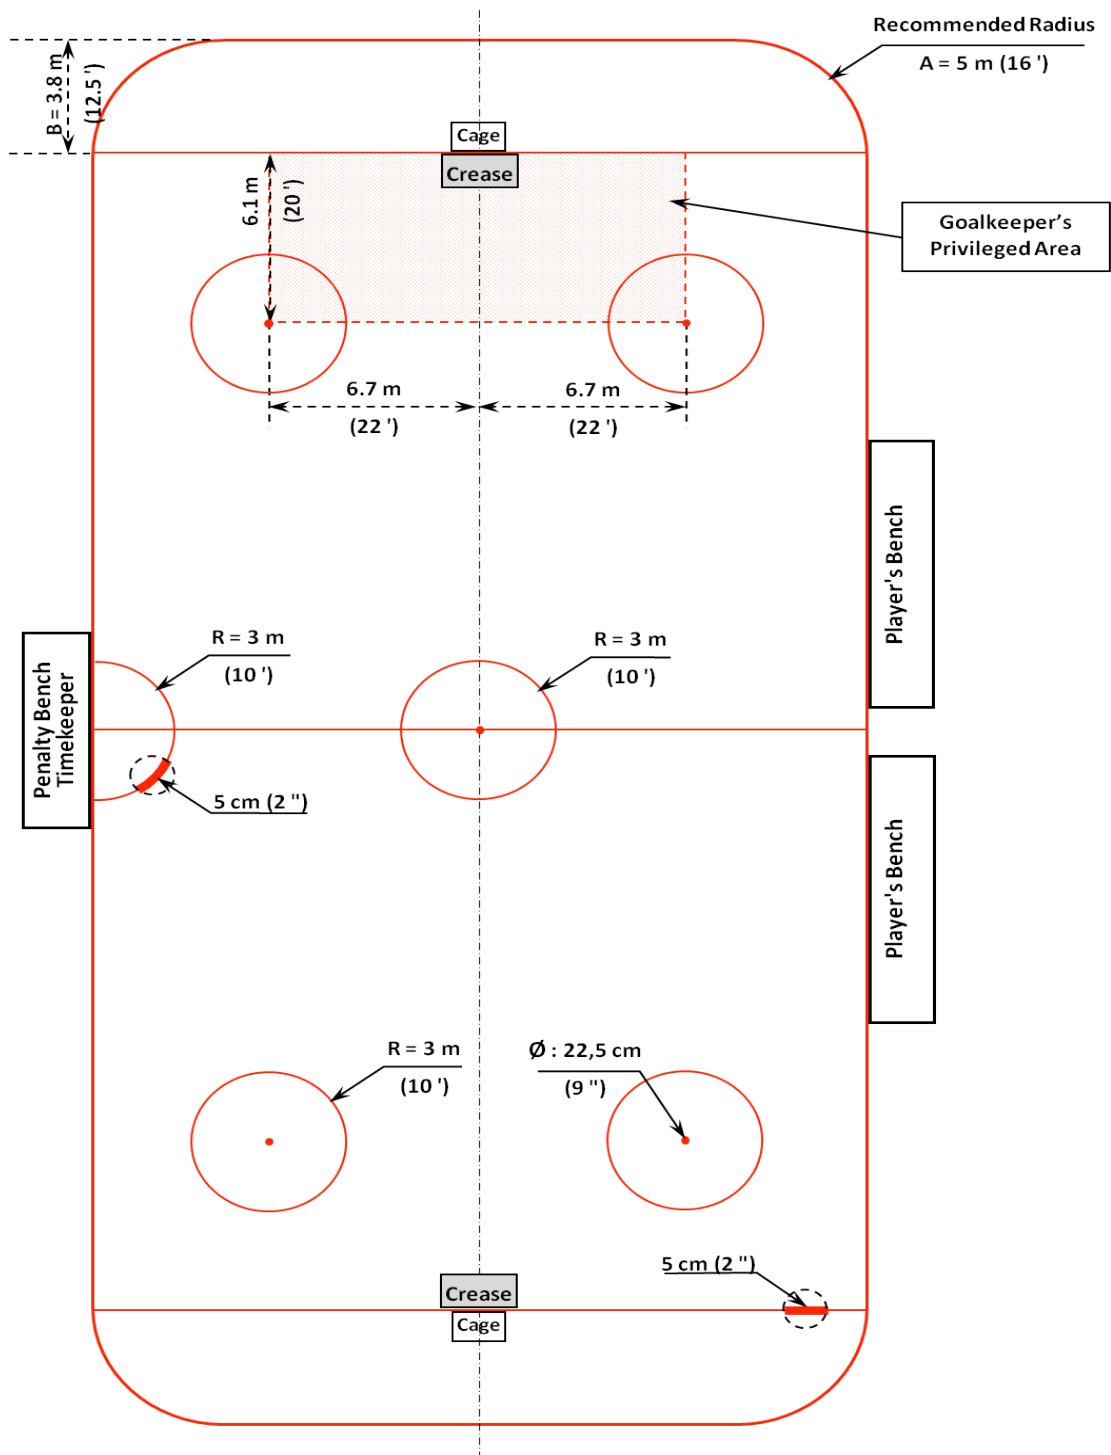 Recommended Radius
A = 5 m (16 ')
B = 3.8 m
(12.5 ')
Cage
Crease
6.1 m
(20 ')
Goalkeeper's
Privileged Area
6.7 m
(22 ')
6.7 m
(22 ')
Player's Bench
R = 3 m
(10 ')
R = 3 m
(10 ')
Penalty Bench
Timekeeper
5 cm (2 ")
Player's Bench
R = 3 m
(10 ')
Ø : 22,5 cm
(9 ")
5 cm (2 ")
Crease
Cage